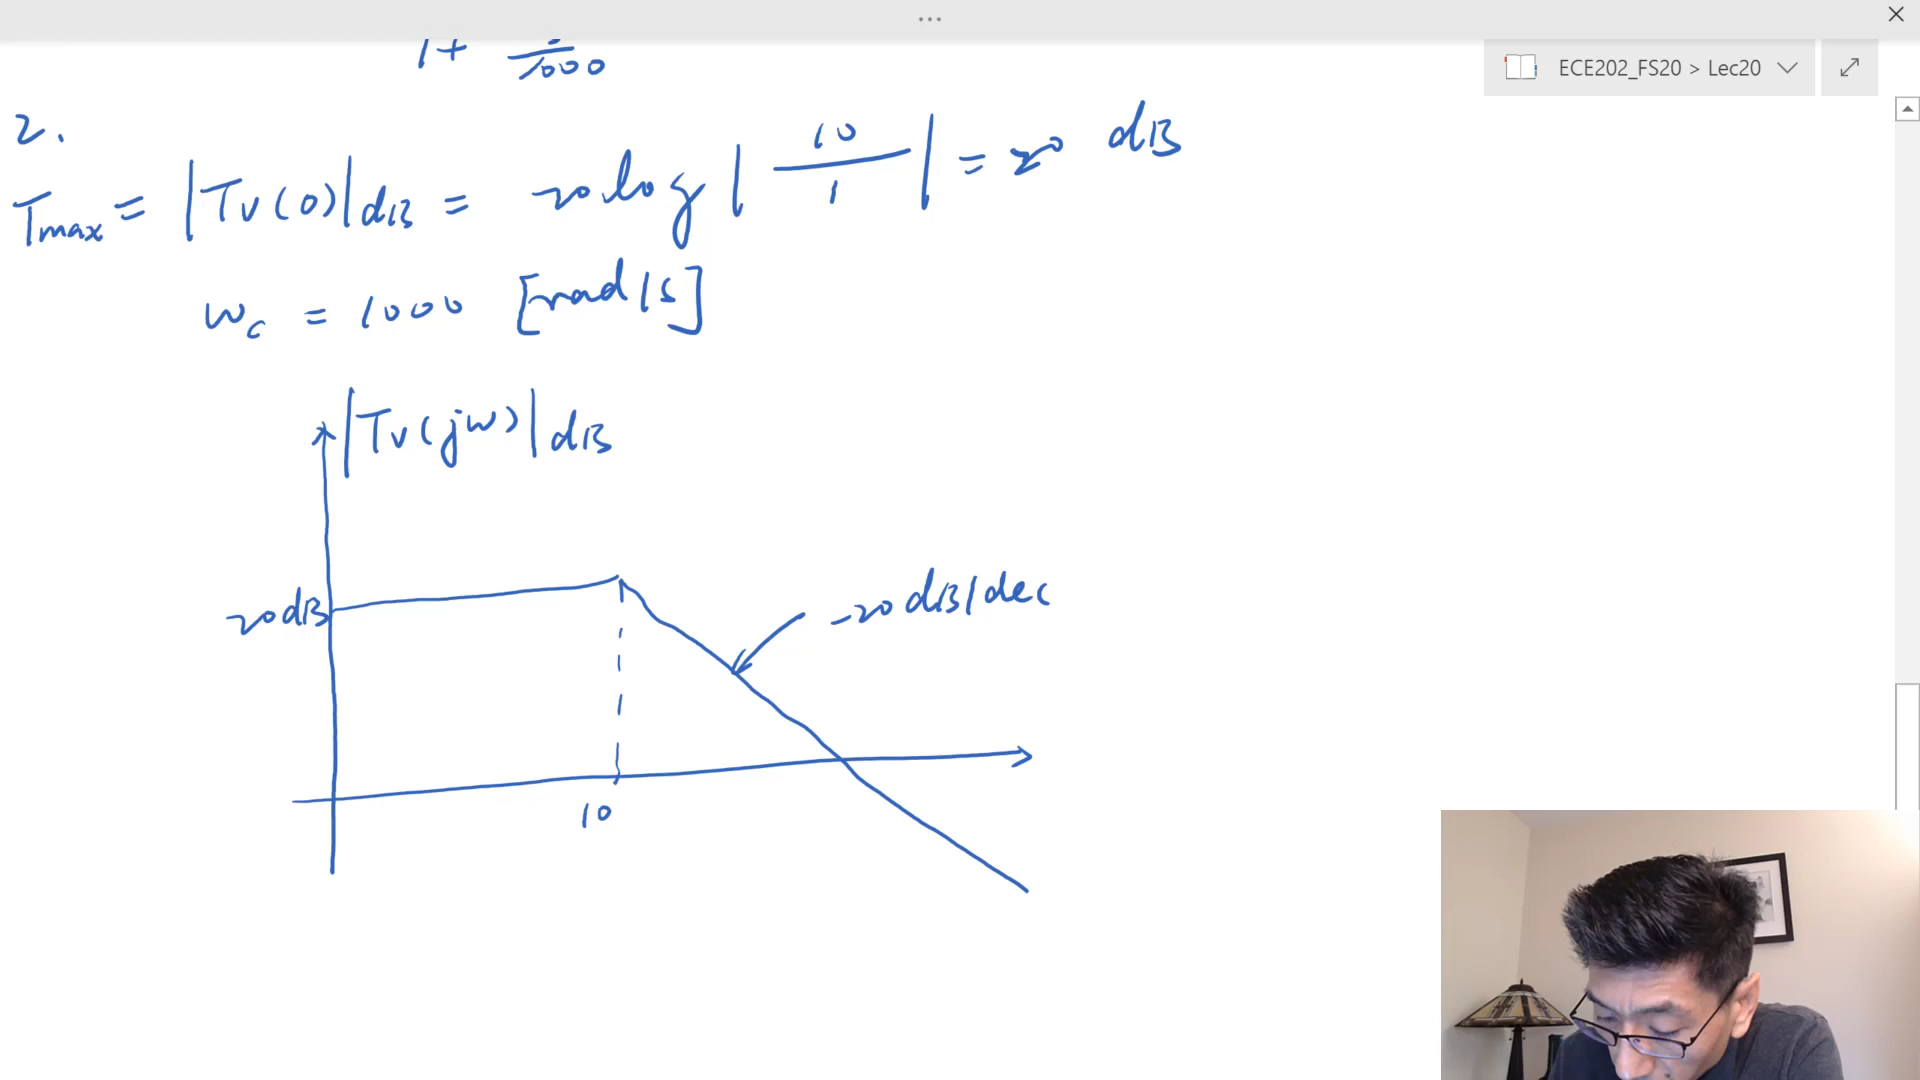 ECE202_FS20 > Lec20
1 + s/1000
2.
Tmax = |Tv(0)|dB = 20 log | 10/1 | = 20 dB
wc = 1000 [rad/s]
|Tv(jw)|dB
20dB
-20 dB/dec
10